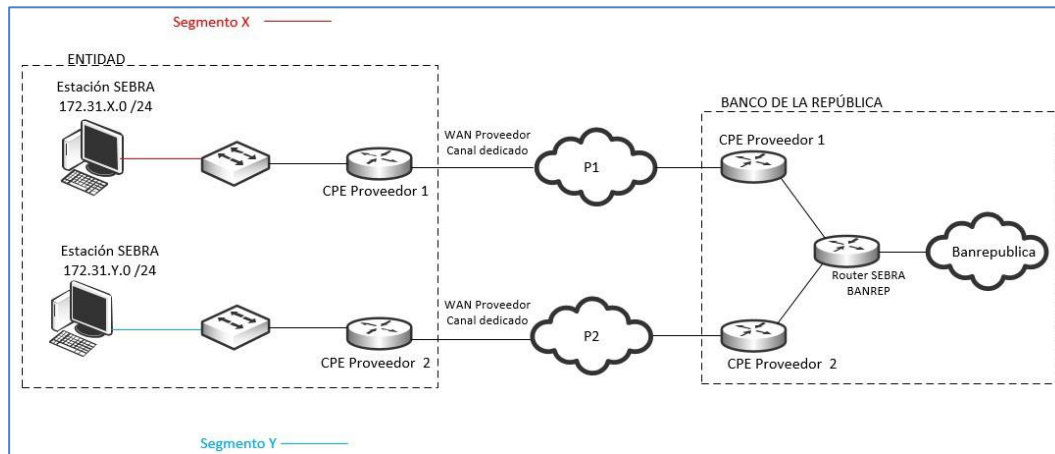 Segmento X
ENTIDAD
Estación SEBRA
172.31.X.0 /24
CPE Proveedor 1
WAN Proveedor
Canal dedicado
P1
BANCO DE LA REPÚBLICA
CPE Proveedor 1
Estación SEBRA
172.31.Y.0 /24
CPE Proveedor 2
WAN Proveedor
Canal dedicado
P2
Router SEBRA
BANREP
Banrepublica
CPE Proveedor 2
Segmento Y